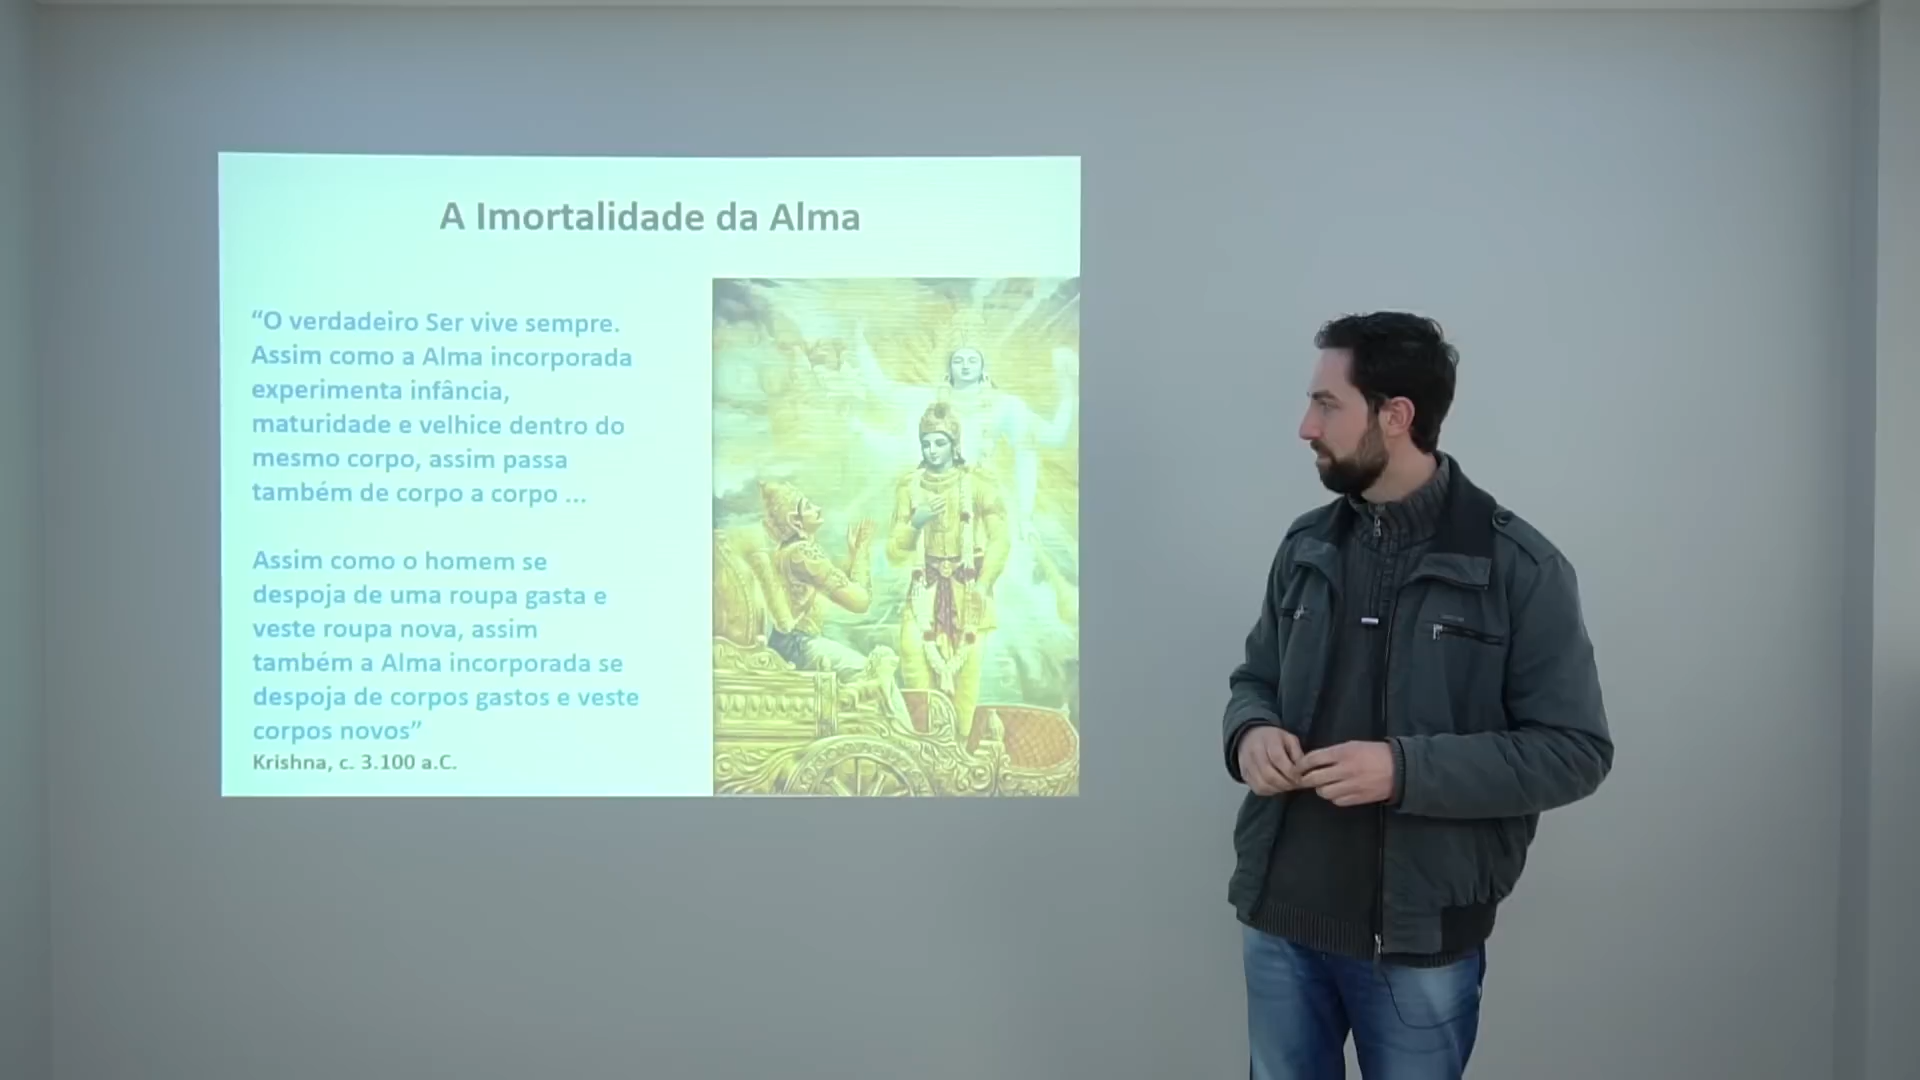 A Imortalidade da Alma
“O verdadeiro Ser vive sempre.
Assim como a Alma incorporada
experimenta infância,
maturidade e velhice dentro do
mesmo corpo, assim passa
também de corpo a corpo ...
Assim como o homem se
despoja de uma roupa gasta e
veste roupa nova, assim
também a Alma incorporada se
despoja de corpos gastos e veste
corpos novos”
Krishna, c. 3.100 a.C.